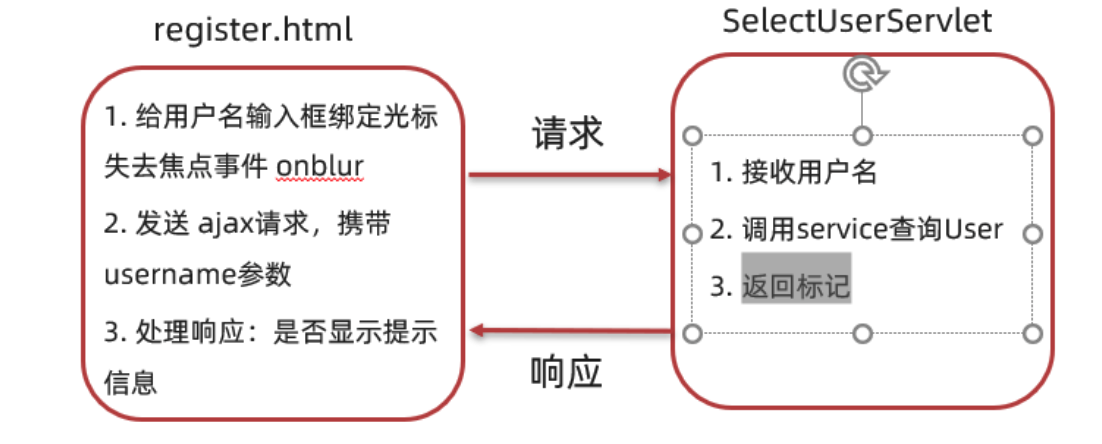 register.html
1. 给用户名输入框绑定光标
失去焦点事件 onblur
2. 发送 ajax请求，携带
username参数
3. 处理响应：是否显示提示
信息
请求
响应
SelectUserServlet
1. 接收用户名
2. 调用service查询User
3. 返回标记